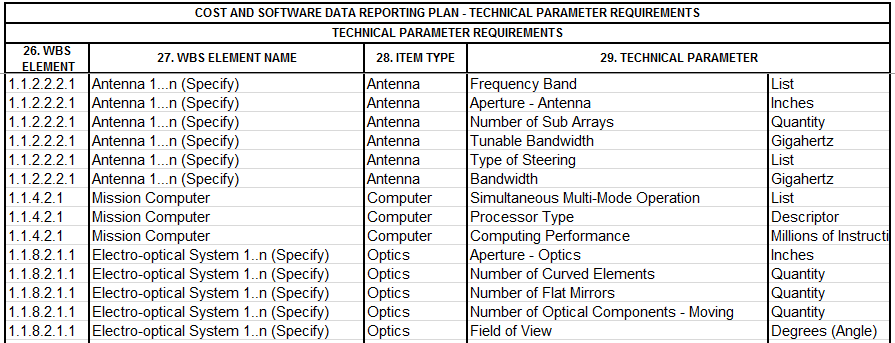 COST AND SOFTWARE DATA REPORTING PLAN - TECHNICAL PARAMETER REQUIREMENTS
TECHNICAL PARAMETER REQUIREMENTS
26. WBS ELEMENT 27. WBS ELEMENT NAME 28. ITEM TYPE 29. TECHNICAL PARAMETER
1.1.2.2.2.1 Antenna 1...n (Specify) Antenna Frequency Band List
1.1.2.2.2.1 Antenna 1...n (Specify) Antenna Aperture - Antenna Inches
1.1.2.2.2.1 Antenna 1...n (Specify) Antenna Number of Sub Arrays Quantity
1.1.2.2.2.1 Antenna 1...n (Specify) Antenna Tunable Bandwidth Gigahertz
1.1.2.2.2.1 Antenna 1...n (Specify) Antenna Type of Steering List
1.1.2.2.2.1 Antenna 1...n (Specify) Antenna Bandwidth Gigahertz
1.1.4.2.1 Mission Computer Computer Simultaneous Multi-Mode Operation List
1.1.4.2.1 Mission Computer Computer Processor Type Descriptor
1.1.4.2.1 Mission Computer Computer Computing Performance Millions of Instructi
1.1.8.2.1.1 Electro-optical System 1..n (Specify) Optics Aperture - Optics Inches
1.1.8.2.1.1 Electro-optical System 1..n (Specify) Optics Number of Curved Elements Quantity
1.1.8.2.1.1 Electro-optical System 1..n (Specify) Optics Number of Flat Mirrors Quantity
1.1.8.2.1.1 Electro-optical System 1..n (Specify) Optics Number of Optical Components - Moving Quantity
1.1.8.2.1.1 Electro-optical System 1..n (Specify) Optics Field of View Degrees (Angle)